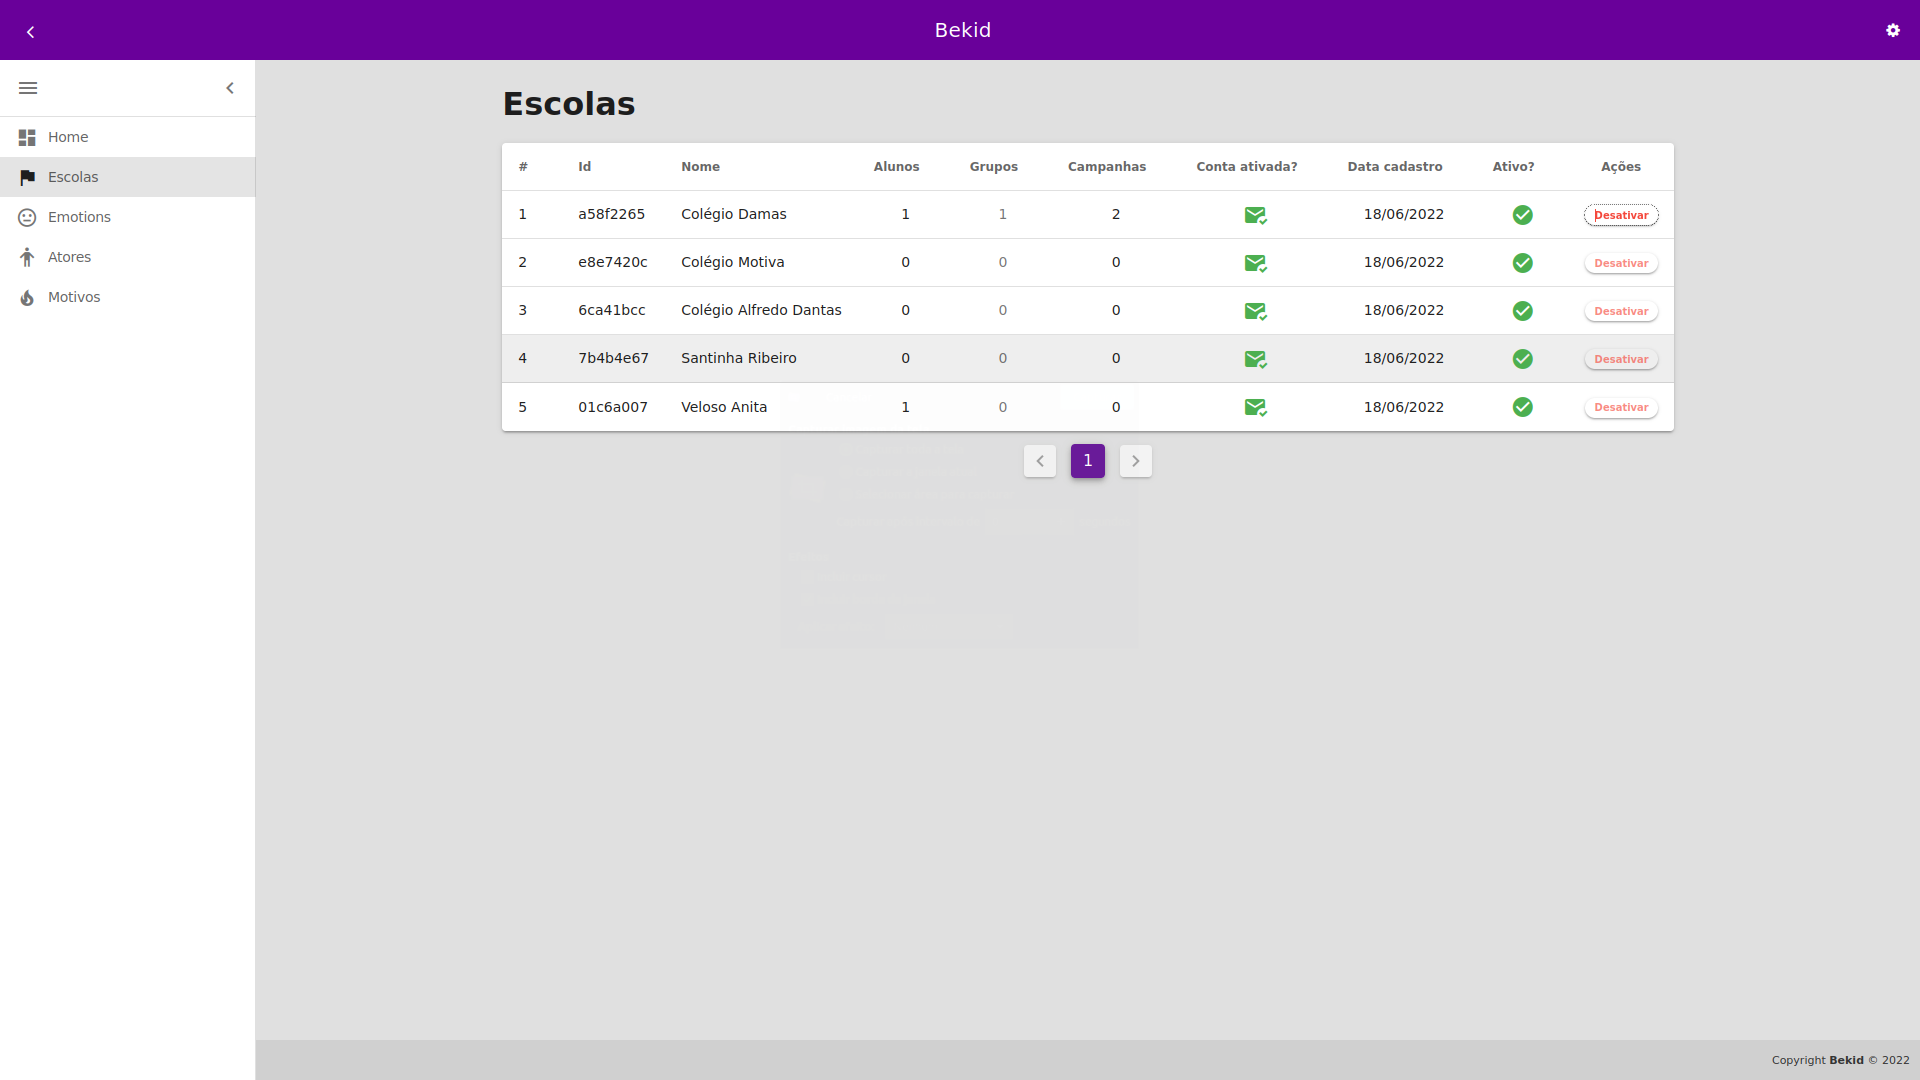 Bekid
Home
Escolas
Emotions
Atores
Motivos
Escolas
# Id Nome Alunos Grupos Campanhas Conta ativada? Data cadastro Ativo? Ações
1 a58f2265 Colégio Damas 1 1 2 18/06/2022 Desativar
2 e8e7420c Colégio Motiva 0 0 0 18/06/2022 Desativar
3 6ca41bcc Colégio Alfredo Dantas 0 0 0 18/06/2022 Desativar
4 7b4b4e67 Santinha Ribeiro 0 0 0 18/06/2022 Desativar
5 01c6a007 Veloso Anita 1 0 0 18/06/2022 Desativar
1
Copyright Bekid © 2022